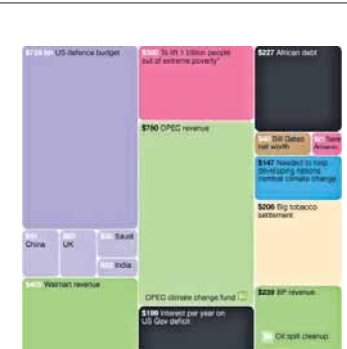 US defence budget
China
UK
Saudi
India
Walmart revenue
To lift 1 billion people
out of extreme poverty*
$780 OPEC revenue
OPEC climate change fund
$199 Interest per year on
US Gov deficit
$227 African debt
Bill Gates
net worth
Save
Amazon
$147 Needed to help
developing nations
combat climate change
$206 Big tobacco
settlement
BP revenue
Oil spill cleanup